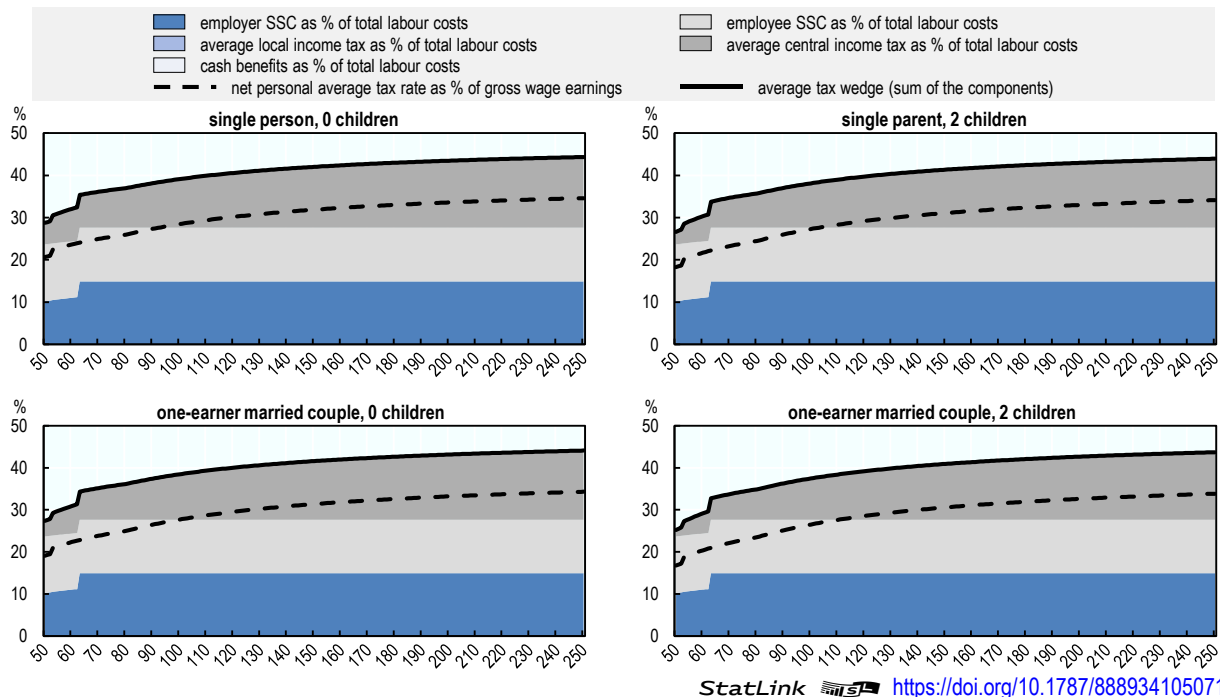 employer SSC as % of total labour costs
employee SSC as % of total labour costs
average local income tax as % of total labour costs
average central income tax as % of total labour costs
cash benefits as % of total labour costs
net personal average tax rate as % of gross wage earnings
average tax wedge (sum of the components)
%
single person, 0 children
50
40
30
20
10
0
50 60 70 80 90 100 110 120 130 140 150 160 170 180 190 200 210 220 230 240 250
%
single parent, 2 children
50
40
30
20
10
0
50 60 70 80 90 100 110 120 130 140 150 160 170 180 190 200 210 220 230 240 250
%
one-earner married couple, 0 children
50
40
30
20
10
0
50 60 70 80 90 100 110 120 130 140 150 160 170 180 190 200 210 220 230 240 250
%
one-earner married couple, 2 children
50
40
30
20
10
0
50 60 70 80 90 100 110 120 130 140 150 160 170 180 190 200 210 220 230 240 250
StatLink https://doi.org/10.1787/888934105071